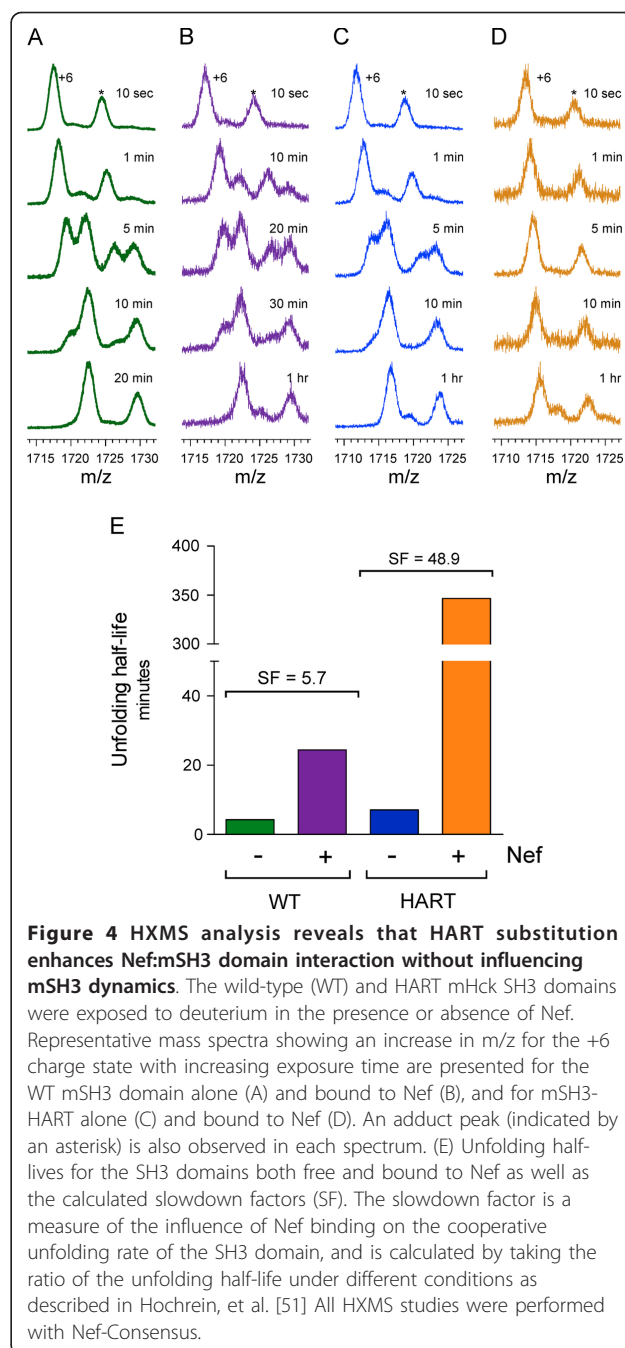 A
B
C
D
+6
*
10 sec
+6
*
10 sec
+6
*
10 sec
+6
*
10 sec
1 min
10 min
1 min
1 min
5 min
20 min
5 min
5 min
10 min
30 min
10 min
10 min
20 min
1 hr
1 hr
1 hr
1715 1720 1725 1730
1715 1720 1725 1730
1710 1715 1720 1725
1710 1715 1720 1725
m/z
m/z
m/z
m/z
E
Unfolding half-life
minutes
400
350
300
40
20
0
SF = 5.7
SF = 48.9
- + - + Nef
WT HART
Figure 4 HXMS analysis reveals that HART substitution
enhances Nef:mSH3 domain interaction without influencing
mSH3 dynamics. The wild-type (WT) and HART mHck SH3 domains
were exposed to deuterium in the presence or absence of Nef.
Representative mass spectra showing an increase in m/z for the +6
charge state with increasing exposure time are presented for the
WT mSH3 domain alone (A) and bound to Nef (B), and for mSH3-
HART alone (C) and bound to Nef (D). An adduct peak (indicated by
an asterisk) is also observed in each spectrum. (E) Unfolding half-
lives for the SH3 domains both free and bound to Nef as well as
the calculated slowdown factors (SF). The slowdown factor is a
measure of the influence of Nef binding on the cooperative
unfolding rate of the SH3 domain, and is calculated by taking the
ratio of the unfolding half-life under different conditions as
described in Hochrein, et al. [51] All HXMS studies were performed
with Nef-Consensus.